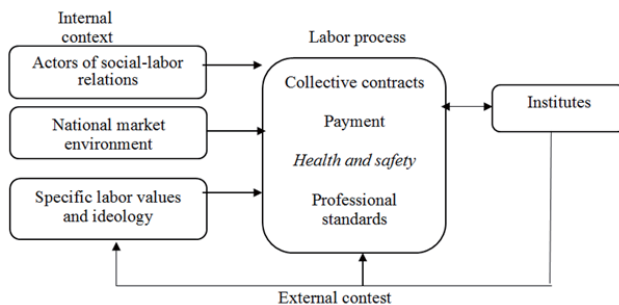 Internal
context
Labor process
Actors of social-labor
relations
National market
environment
Specific labor values
and ideology
Collective contracts
Payment
Health and safety
Professional
standards
Institutes
External contest